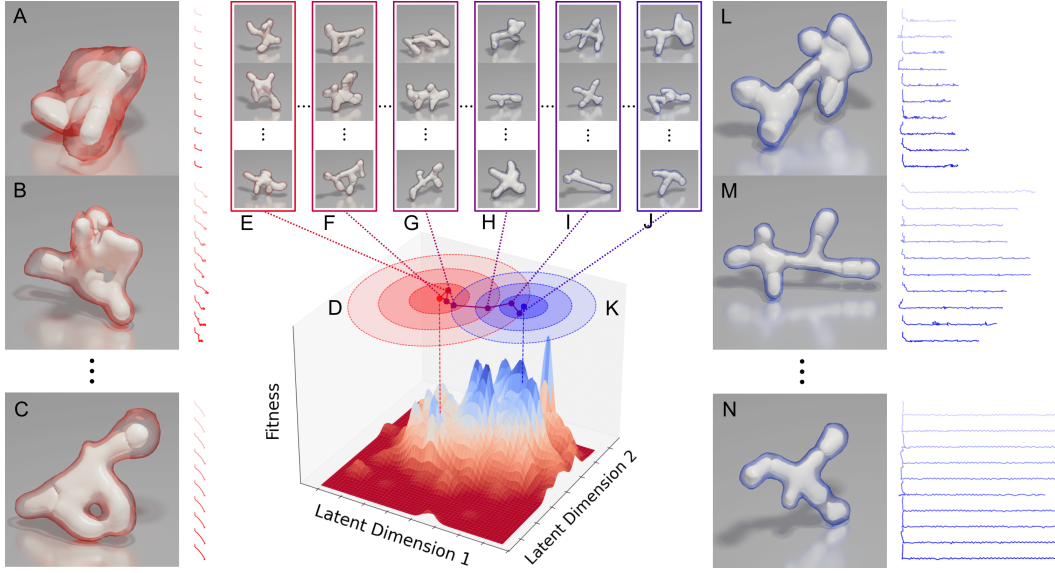 A
B
C
E
F
G
H
I
J
D
K
Fitness
Latent Dimension 1
Latent Dimension 2
L
M
N